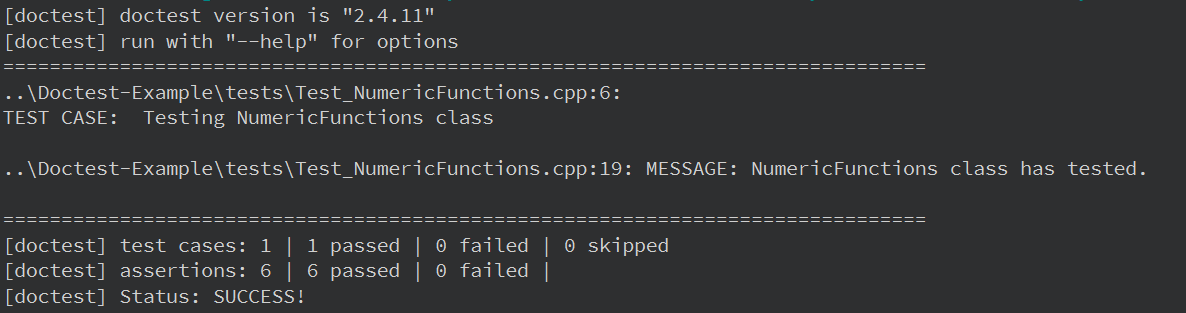 [doctest] doctest version is "2.4.11"
[doctest] run with "--help" for options
===============================================================================
..\Doctest-Example\tests\Test_NumericFunctions.cpp:6:
TEST CASE:  Testing NumericFunctions class
..\Doctest-Example\tests\Test_NumericFunctions.cpp:19: MESSAGE: NumericFunctions class has tested.
===============================================================================
[doctest] test cases: 1 | 1 passed | 0 failed | 0 skipped
[doctest] assertions: 6 | 6 passed | 0 failed |
[doctest] Status: SUCCESS!